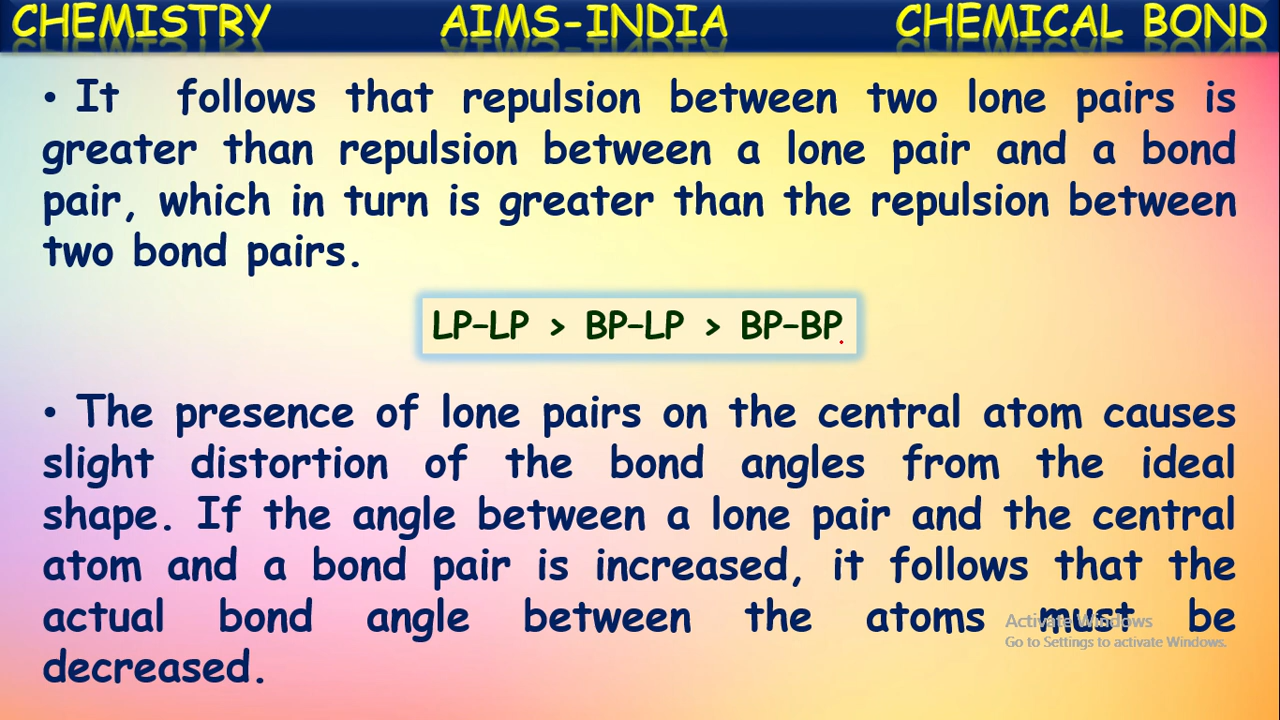 CHEMISTRY AIMS-INDIA CHEMICAL BOND
• It follows that repulsion between two lone pairs is
greater than repulsion between a lone pair and a bond
pair, which in turn is greater than the repulsion between
two bond pairs.
LP-LP > BP-LP > BP-BP
• The presence of lone pairs on the central atom causes
slight distortion of the bond angles from the ideal
shape. If the angle between a lone pair and the central
atom and a bond pair is increased, it follows that the
actual bond angle between the atoms must be
decreased.
Activate Windows
Go to Settings to activate Windows.